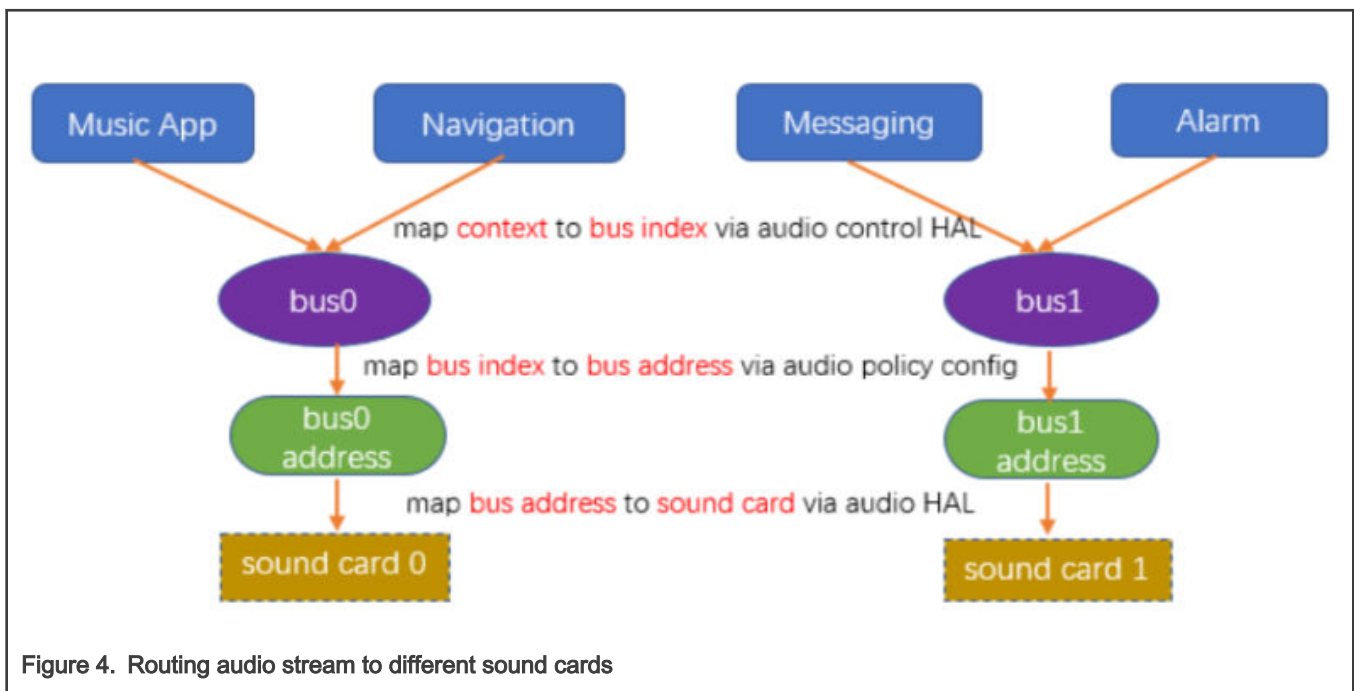 Music App
Navigation
Messaging
Alarm
map context to bus index via audio control HAL
bus0
bus1
map bus index to bus address via audio policy config
bus0
address
bus1
address
map bus address to sound card via audio HAL
sound card 0
sound card 1
Figure 4. Routing audio stream to different sound cards